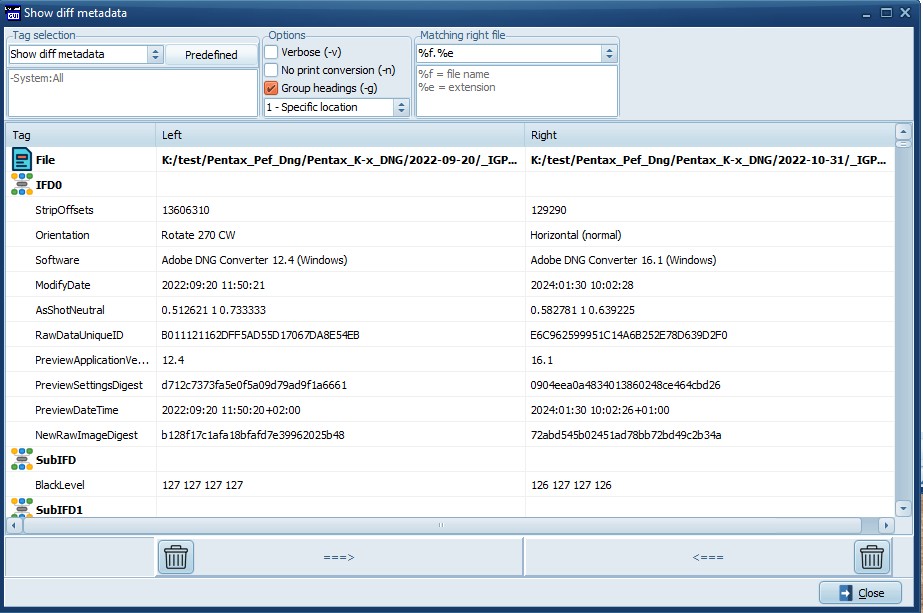 Show diff metadata
Tag selection
Show diff metadata
Predefined
-System:All
Options
Verbose (-v)
No print conversion (-n)
Group headings (-g)
1 - Specific location
Matching right file
%f.%e
%f = file name
%e = extension
Tag Left Right
File K:/test/Pentax_Pef_Dng/Pentax_K-x_DNG/2022-09-20/_IGP... K:/test/Pentax_Pef_Dng/Pentax_K-x_DNG/2022-10-31/_IGP...
IFD0
StripOffsets 13606310 129290
Orientation Rotate 270 CW Horizontal (normal)
Software Adobe DNG Converter 12.4 (Windows) Adobe DNG Converter 16.1 (Windows)
ModifyDate 2022:09:20 11:50:21 2024:01:30 10:02:28
AsShotNeutral 0.512621 1 0.733333 0.582781 1 0.639225
RawDataUniqueID B011121162DFF5AD55D17067DA8E54EB E6C962599951C14A6B252E78D639D2F0
PreviewApplicationVe... 12.4 16.1
PreviewSettingsDigest d712c7373fa5e0f5a09d79ad9f1a6661 0904eea0a4834013860248ce464cbd26
PreviewDateTime 2022:09:20 11:50:20+02:00 2024:01:30 10:02:26+01:00
NewRawImageDigest b128f17c1afa18bfafd7e39962025b48 72abd545b02451ad78bb72bd49c2b34a
SubIFD
BlackLevel 127 127 127 127 126 127 127 126
SubIFD1
===> <===
Close